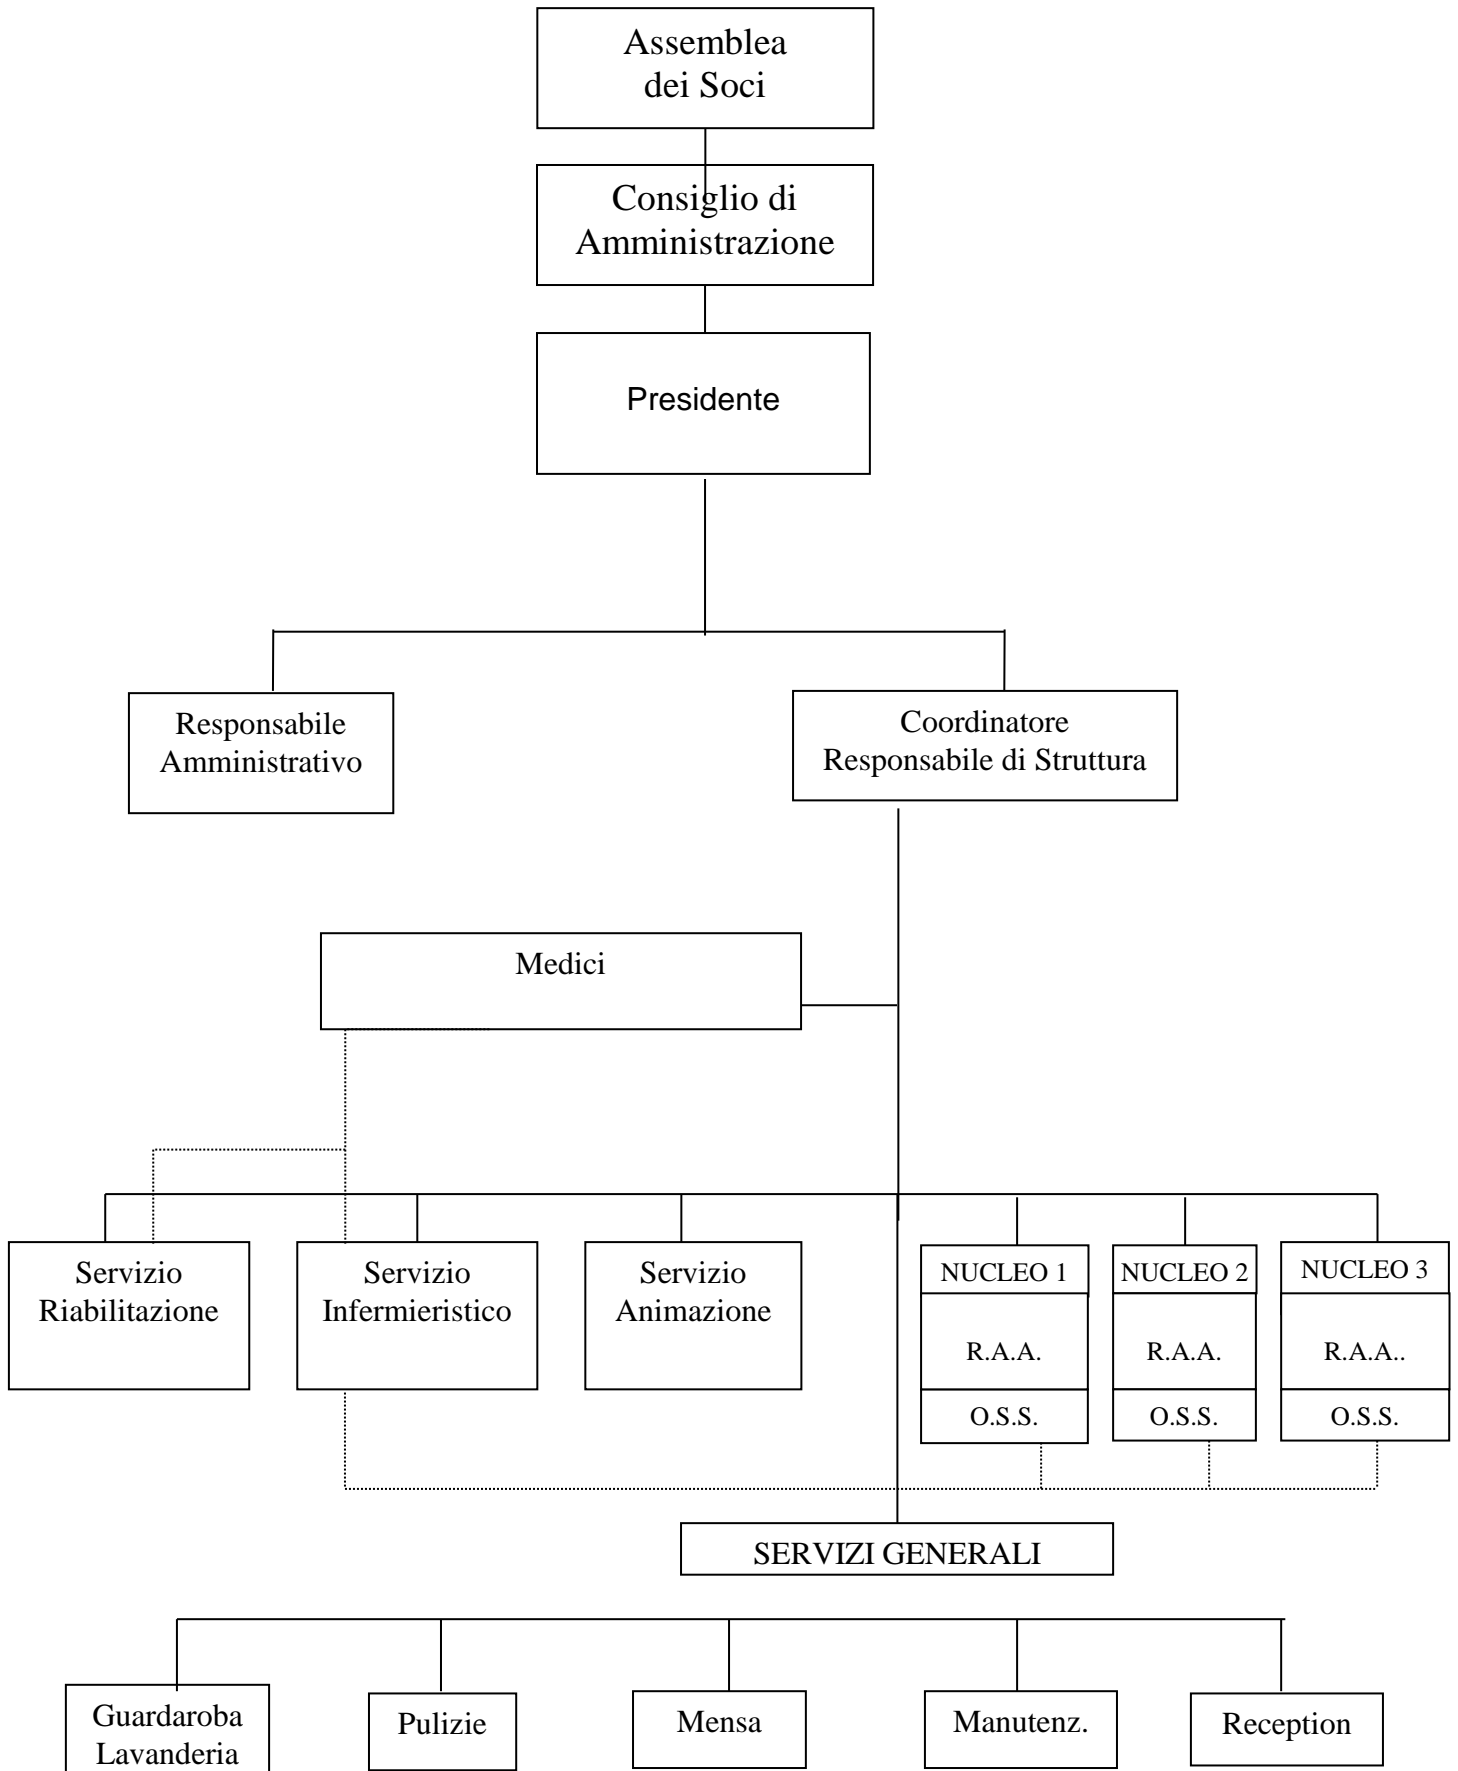 Assemblea
dei Soci
Consiglio di
Amministrazione
Presidente
Responsabile
Amministrativo
Coordinatore
Responsabile di Struttura
Medici
Servizio
Riabilitazione
Servizio
Infermieristico
Servizio
Animazione
NUCLEO 1
R.A.A.
O.S.S.
NUCLEO 2
R.A.A.
O.S.S.
NUCLEO 3
R.A.A..
O.S.S.
SERVIZI GENERALI
Guardaroba
Lavanderia
Pulizie
Mensa
Manutenz.
Reception